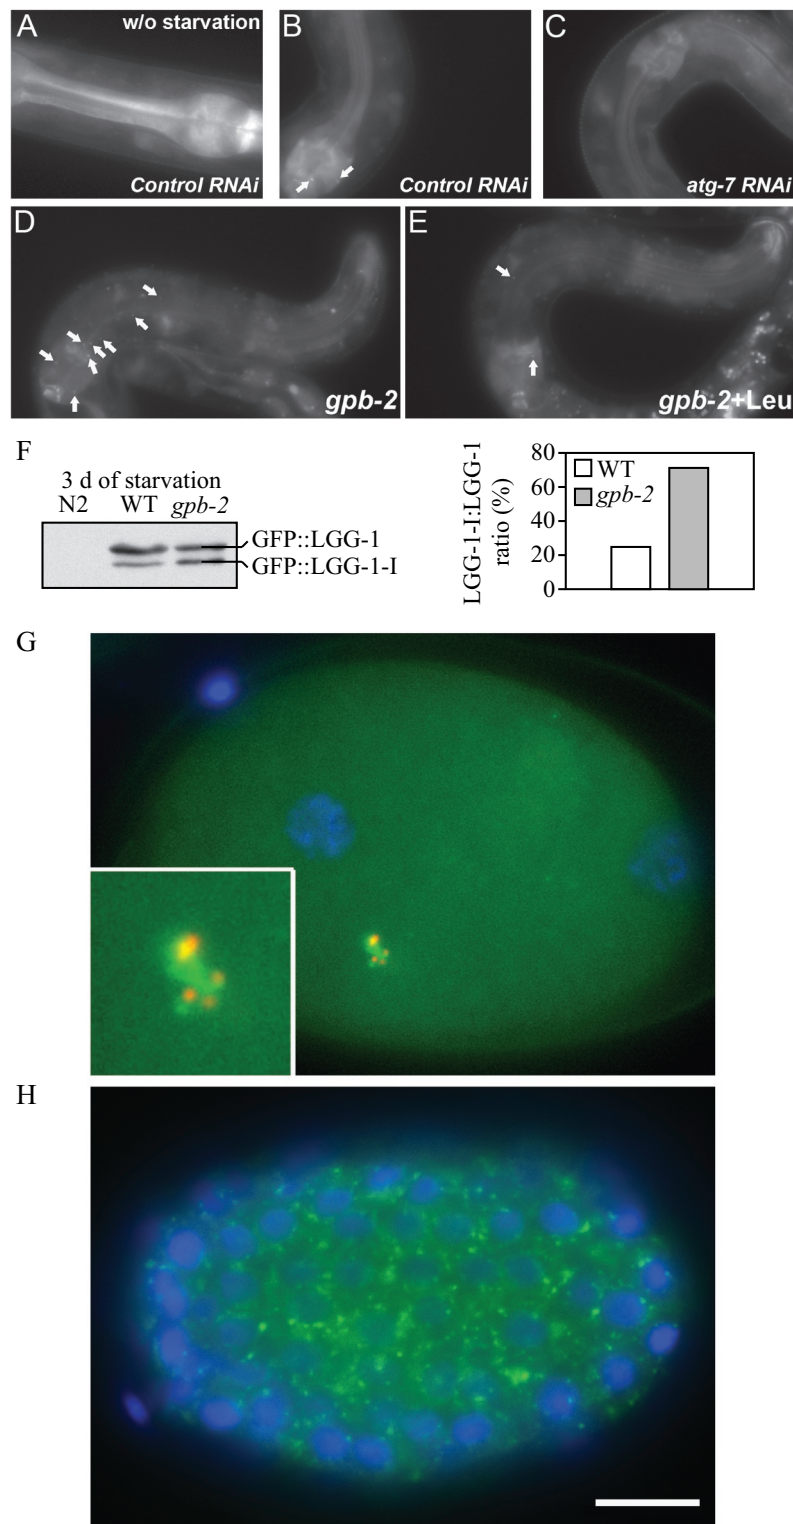 A
w/o starvation
Control RNAi
B
Control RNAi
C
atg-7 RNAi
D
gpb-2
E
gpb-2+Leu
F
3 d of starvation
N2 WT gpb-2
GFP::LGG-1
GFP::LGG-1-I
LGG-1-I:LGG-1
ratio (%)
80
60
40
20
0
WT
gpb-2
G
H